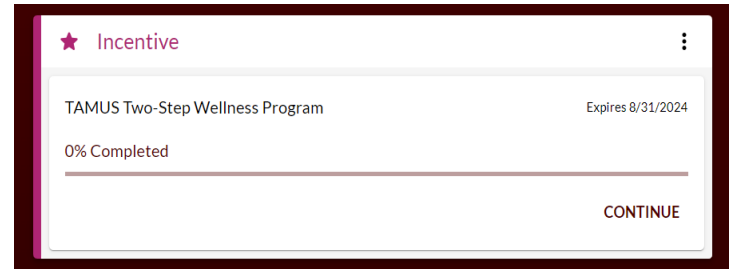 Incentive
TAMUS Two-Step Wellness Program
Expires 8/31/2024
0% Completed
CONTINUE